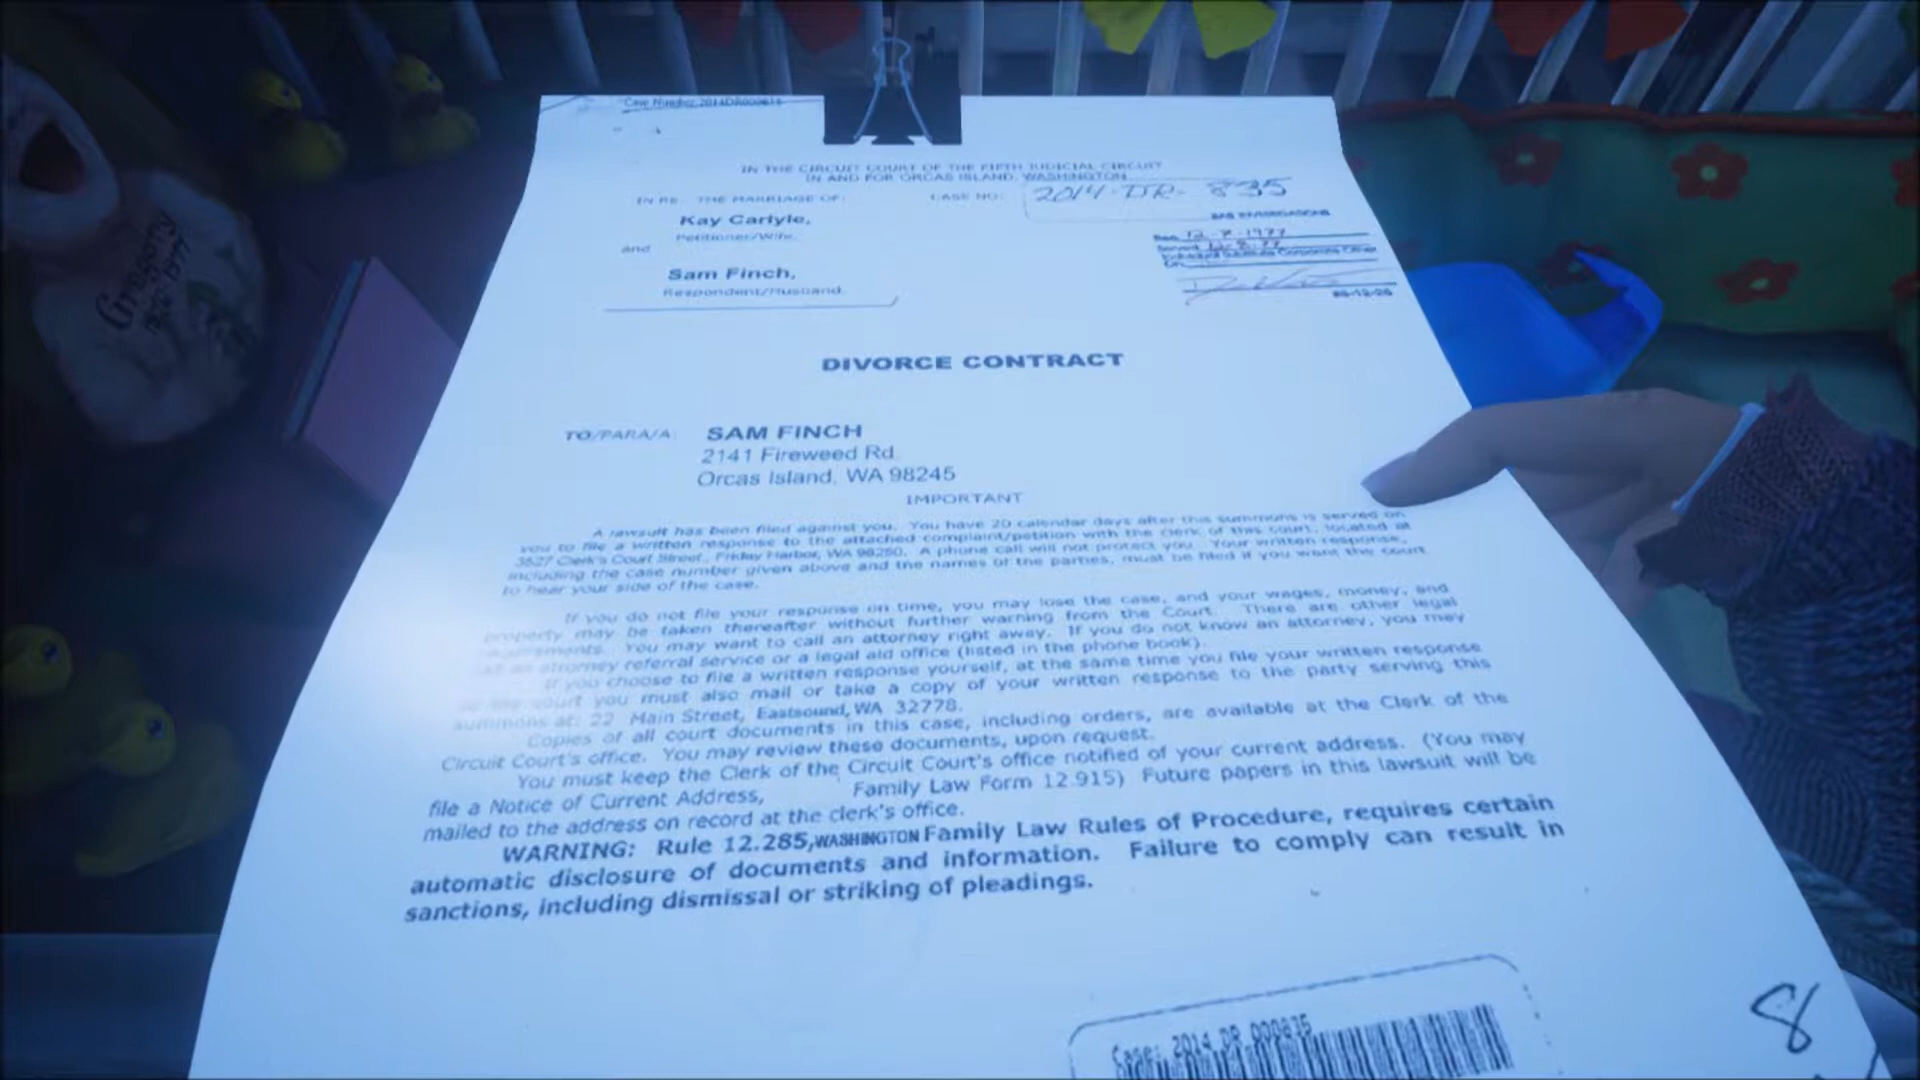 Case Number 2014DR000835
IN THE CIRCUIT COURT OF THE FIFTH JUDICIAL CIRCUIT
IN AND FOR ORCAS ISLAND, WASHINGTON
IN RE: THE MARRIAGE OF:
CASE NO: 2014-DR-835
Kay Carlyle,
Petitioner/Wife,
and
Sam Finch,
Respondent/Husband.
12-7-1977
Served 12-8-77
DIVORCE CONTRACT
TO/PARA/A: SAM FINCH
2141 Fireweed Rd.
Orcas Island, WA 98245
IMPORTANT
A lawsuit has been filed against you. You have 20 calendar days after this summons is served on
you to file a written response to the attached complaint/petition with the clerk of this court, located at
3527 Clerk's Court Street, Friday Harbor, WA 98250. A phone call will not protect you. Your written response,
including the case number given above and the names of the parties, must be filed if you want the court
to hear your side of the case.
If you do not file your response on time, you may lose the case, and your wages, money, and
property may be taken thereafter without further warning from the Court. There are other legal
requirements. You may want to call an attorney right away. If you do not know an attorney, you may
call an attorney referral service or a legal aid office (listed in the phone book).
If you choose to file a written response yourself, at the same time you file your written response
to the court you must also mail or take a copy of your written response to the party serving this
summons at: 22 Main Street, Eastsound, WA 32778.
Copies of all court documents in this case, including orders, are available at the Clerk of the
Circuit Court's office. You may review these documents, upon request.
You must keep the Clerk of the Circuit Court's office notified of your current address. (You may
file a Notice of Current Address, Family Law Form 12.915) Future papers in this lawsuit will be
mailed to the address on record at the clerk's office.
WARNING: Rule 12.285, WASHINGTON Family Law Rules of Procedure, requires certain
automatic disclosure of documents and information. Failure to comply can result in
sanctions, including dismissal or striking of pleadings.
Case: 2014 DR 000835
8
Gregory
1976-1977